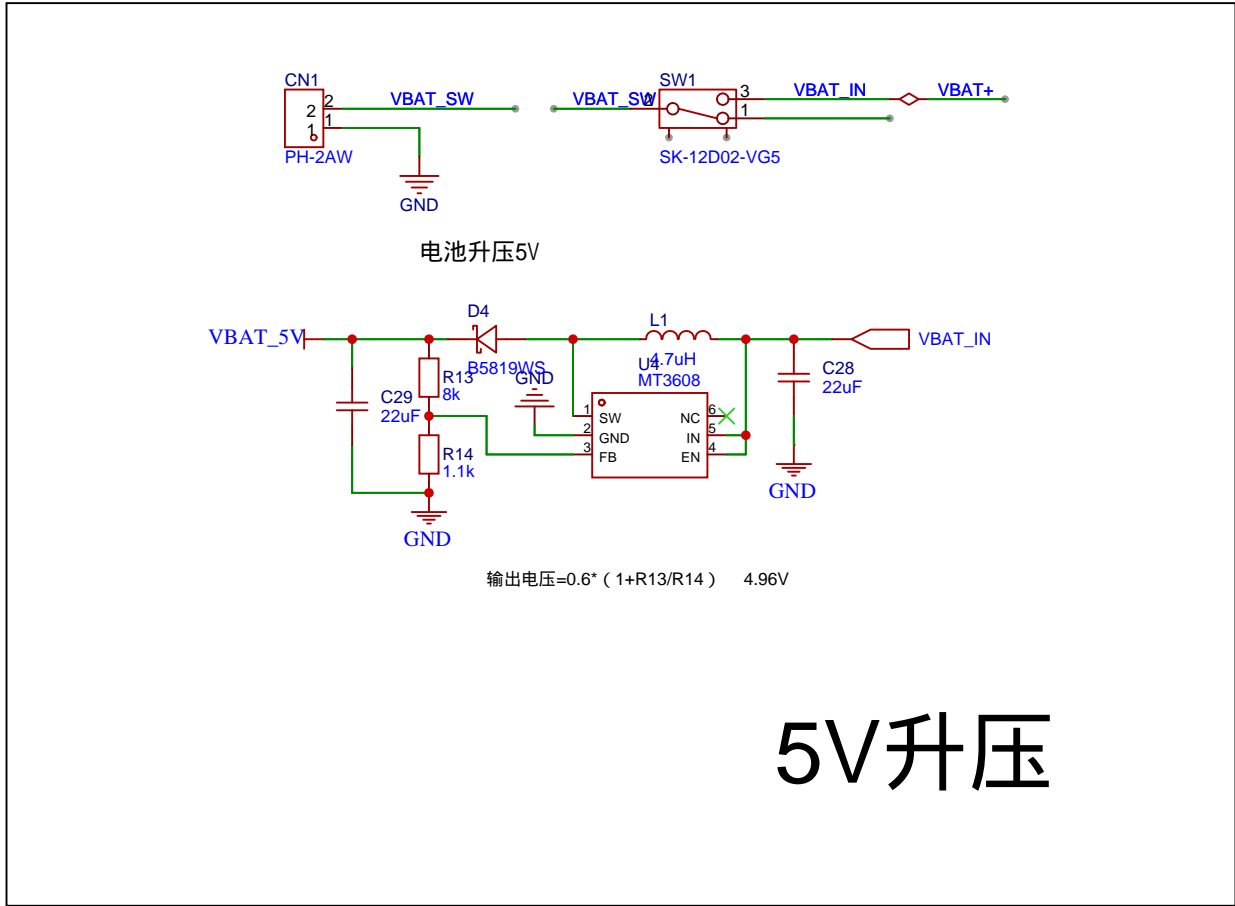 CN1
2
2
1
1
PH-2AW
VBAT_SW
GND
VBAT_SW
2
SW1
3
1
SK-12D02-VG5
VBAT_IN
VBAT+
电池升压5V
VBAT_5V
D4
B5819WS
L1
4.7uH
VBAT_IN
C29
22uF
R13
8k
R14
1.1k
GND
GND
U4
MT3608
1
SW
2
GND
3
FB
NC
6
IN
5
EN
4
C28
22uF
GND
输出电压=0.6*（1+R13/R14） 4.96V
5V升压